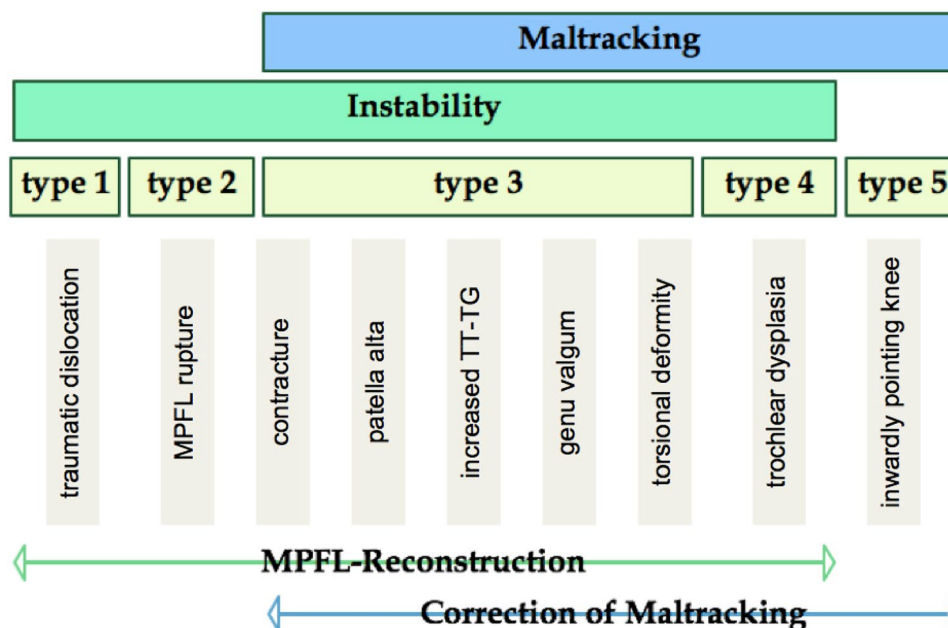 Maltracking
Instability
type 1
type 2
type 3
type 4
type 5
traumatic dislocation
MPFL rupture
contracture
patella alta
increased TT-TG
genu valgum
torsional deformity
trochlear dysplasia
inwardly pointing knee
MPFL-Reconstruction
Correction of Maltracking